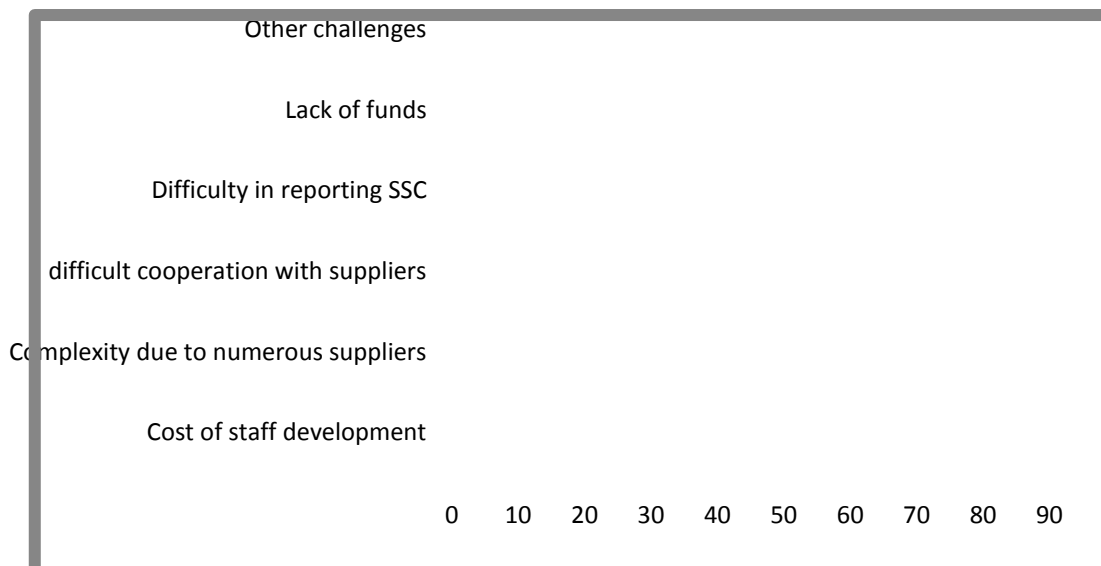 Other challenges
Lack of funds
Difficulty in reporting SSC
difficult cooperation with suppliers
Complexity due to numerous suppliers
Cost of staff development
0 10 20 30 40 50 60 70 80 90